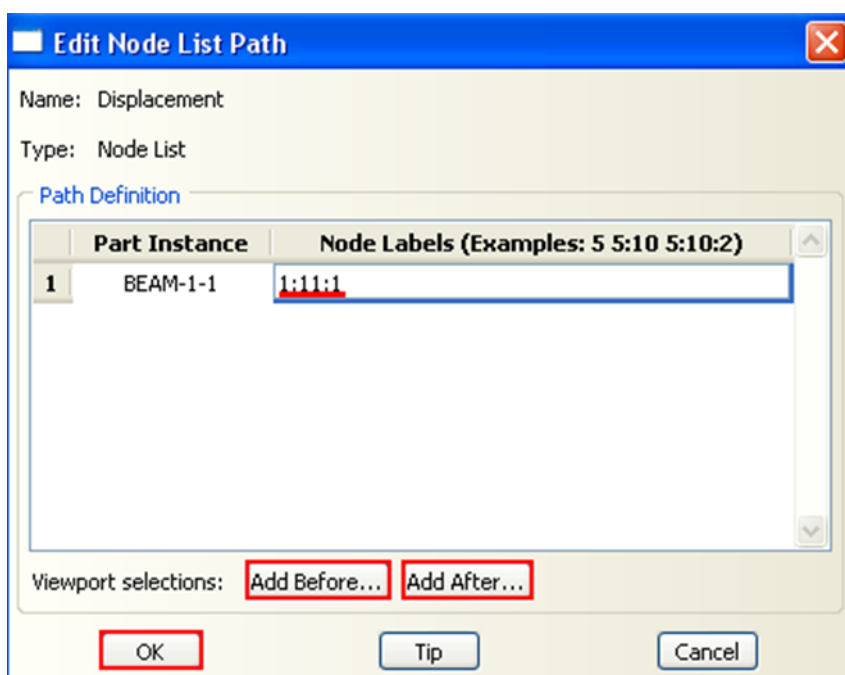 Edit Node List Path
Name: Displacement
Type: Node List
Path Definition
Part Instance Node Labels (Examples: 5 5:10 5:10:2)
1 BEAM-1-1 1:11:1
Viewport selections: Add Before... Add After...
OK Tip Cancel